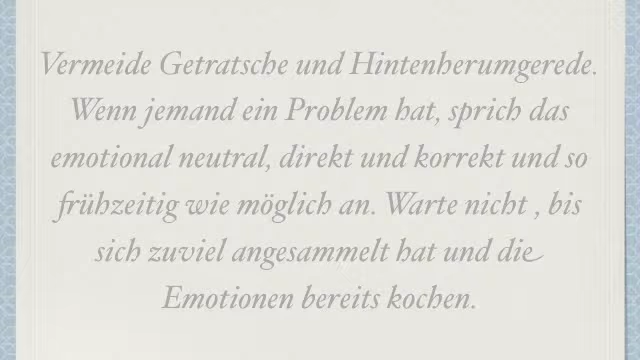 Vermeide Getratsche und Hintenherumgerede.
Wenn jemand ein Problem hat, sprich das
emotional neutral, direkt und korrekt und so
frühzeitig wie möglich an. Warte nicht , bis
sich zuviel angesammelt hat und die
Emotionen bereits kochen.